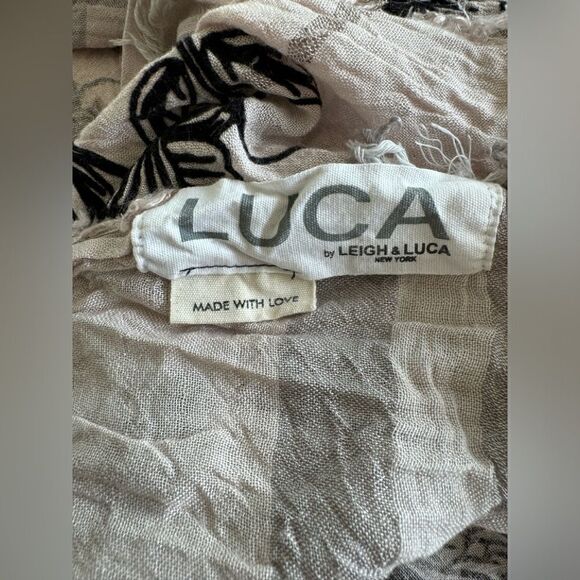 LUCA
by LEIGH & LUCA
NEW YORK
MADE WITH LOVE